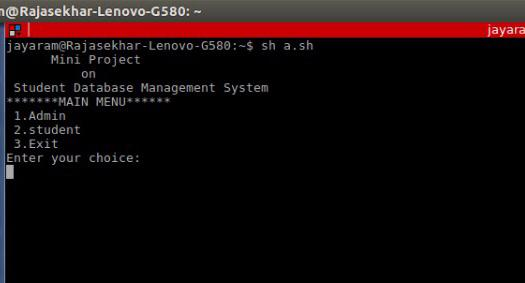 n@Rajasekhar-Lenovo-G580: ~
jayara
jayaram@Rajasekhar-Lenovo-G580:~$ sh a.sh
Mini Project
on
Student Database Management System
*******MAIN MENU******
1.Admin
2.student
3.Exit
Enter your choice: